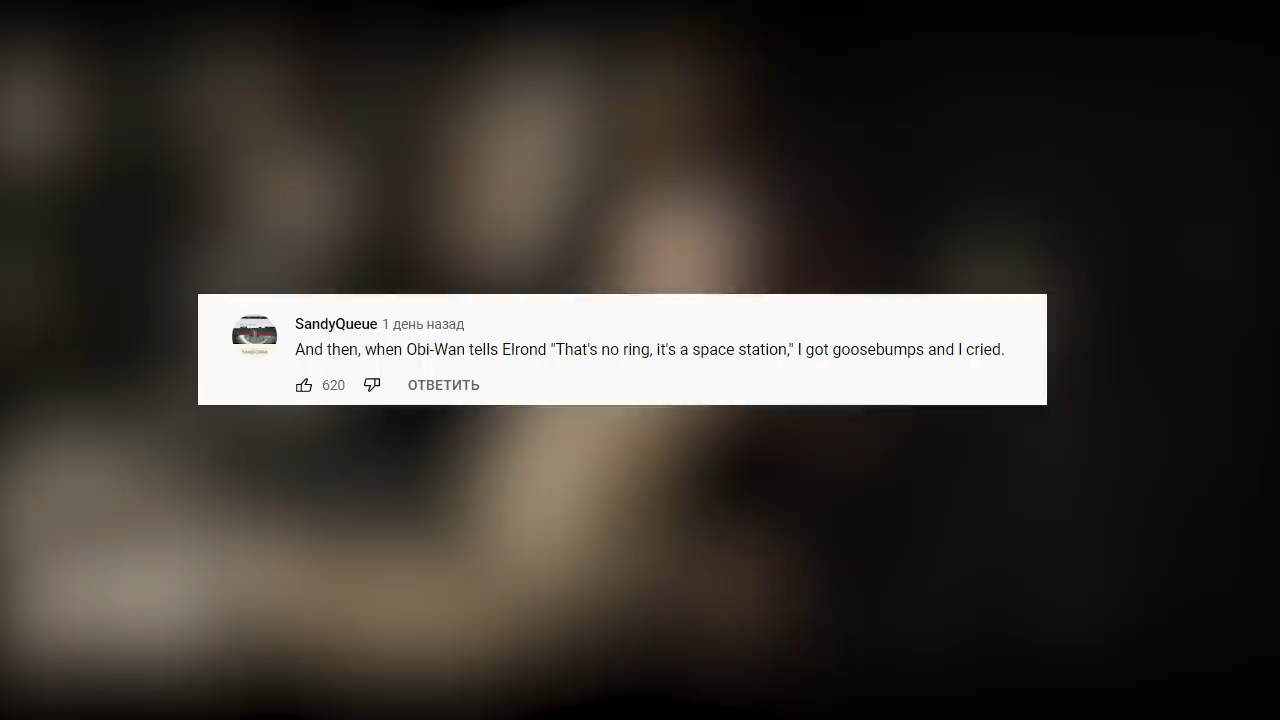 SandyQueue 1 день назад
And then, when Obi-Wan tells Elrond "That's no ring, it's a space station," I got goosebumps and I cried.
620 ОТВЕТИТЬ